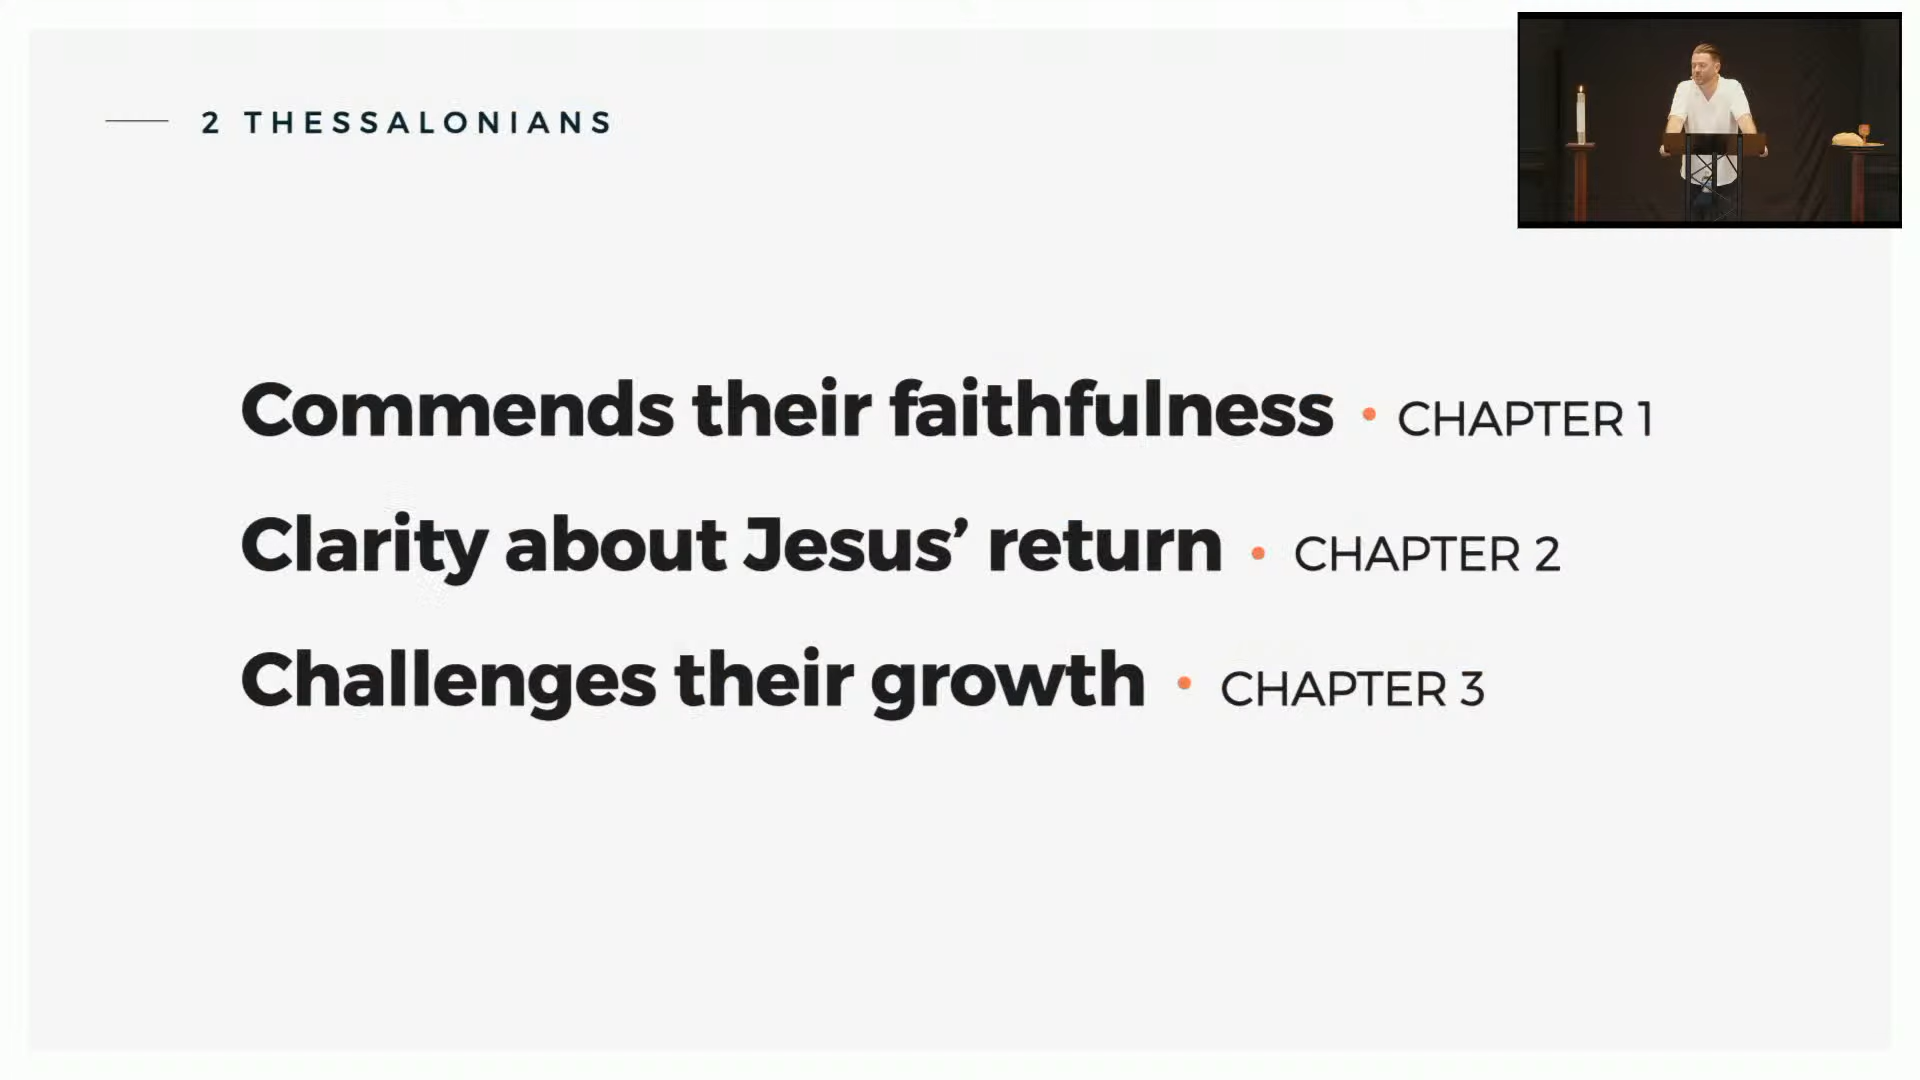 2 THESSALONIANS
Commends their faithfulness • CHAPTER 1
Clarity about Jesus’ return • CHAPTER 2
Challenges their growth • CHAPTER 3